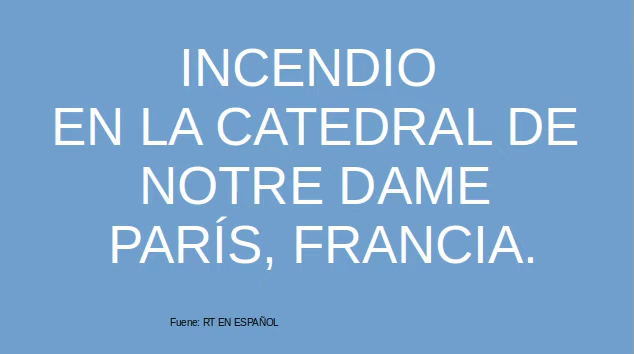 INCENDIO
EN LA CATEDRAL DE
NOTRE DAME
PARÍS, FRANCIA.
Fuene: RT EN ESPAÑOL